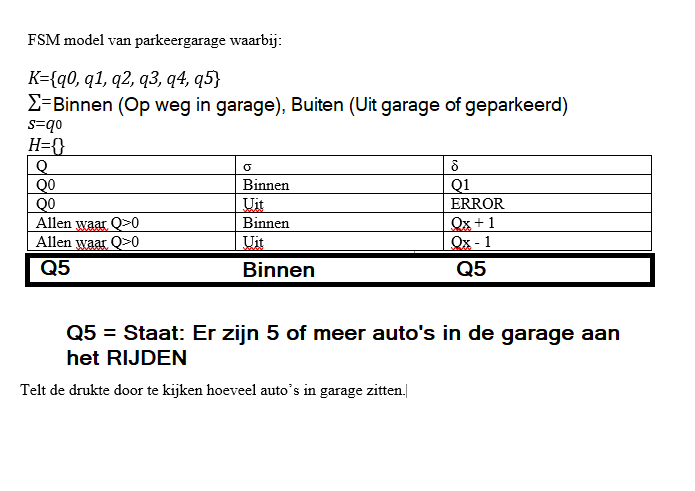 FSM model van parkeergarage waarbij:
K={q0, q1, q2, q3, q4, q5}
Σ=Binnen (Op weg in garage), Buiten (Uit garage of geparkeerd)
s=q0
H={}
Q σ δ
Q0 Binnen Q1
Q0 Uit ERROR
Allen waar Q>0 Binnen Qx + 1
Allen waar Q>0 Uit Qx - 1
Q5 Binnen Q5
Q5 = Staat: Er zijn 5 of meer auto's in de garage aan
het RIJDEN
Telt de drukte door te kijken hoeveel auto's in garage zitten.